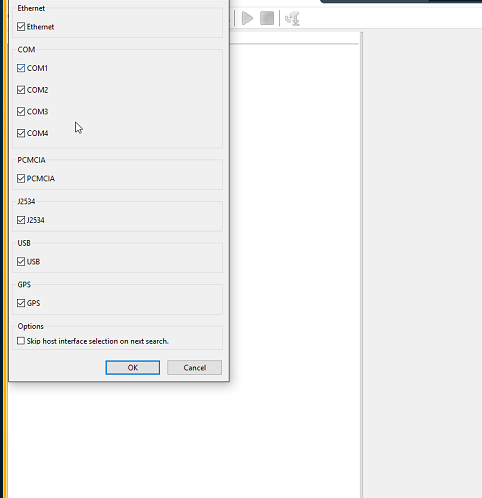 Ethernet
Ethernet
COM
COM1
COM2
COM3
COM4
PCMCIA
PCMCIA
J2534
J2534
USB
USB
GPS
GPS
Options
Skip host interface selection on next search.
OK Cancel